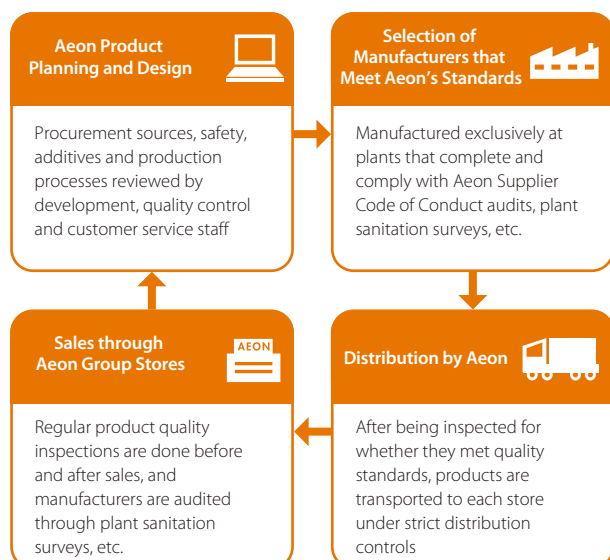 Aeon Product
Planning and Design
Procurement sources, safety,
additives and production
processes reviewed by
development, quality control
and customer service staff
Selection of
Manufacturers that
Meet Aeon’s Standards
Manufactured exclusively at
plants that complete and
comply with Aeon Supplier
Code of Conduct audits, plant
sanitation surveys, etc.
Distribution by Aeon
After being inspected for
whether they met quality
standards, products are
transported to each store
under strict distribution
controls
Sales through
Aeon Group Stores
AEON
Regular product quality
inspections are done before
and after sales, and
manufacturers are audited
through plant sanitation
surveys, etc.